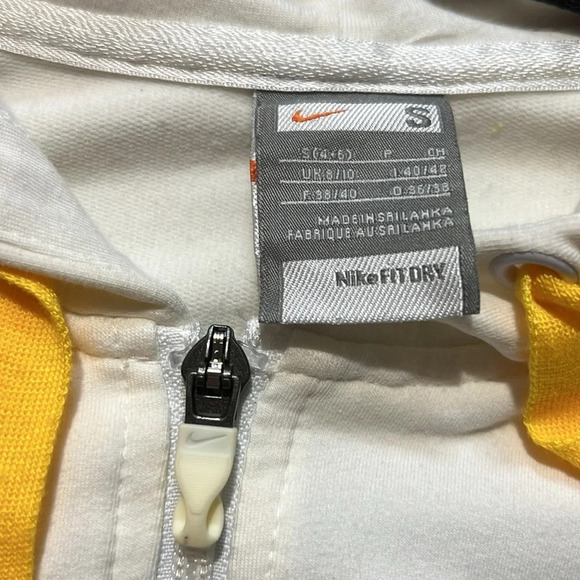 S
S(4-6) P CH
UK:8/10 I:40/42
F:38/40 D:36/38
MADE IN SRI LANKA
FABRIQUE AU SRI LANKA
Nike FIT DRY